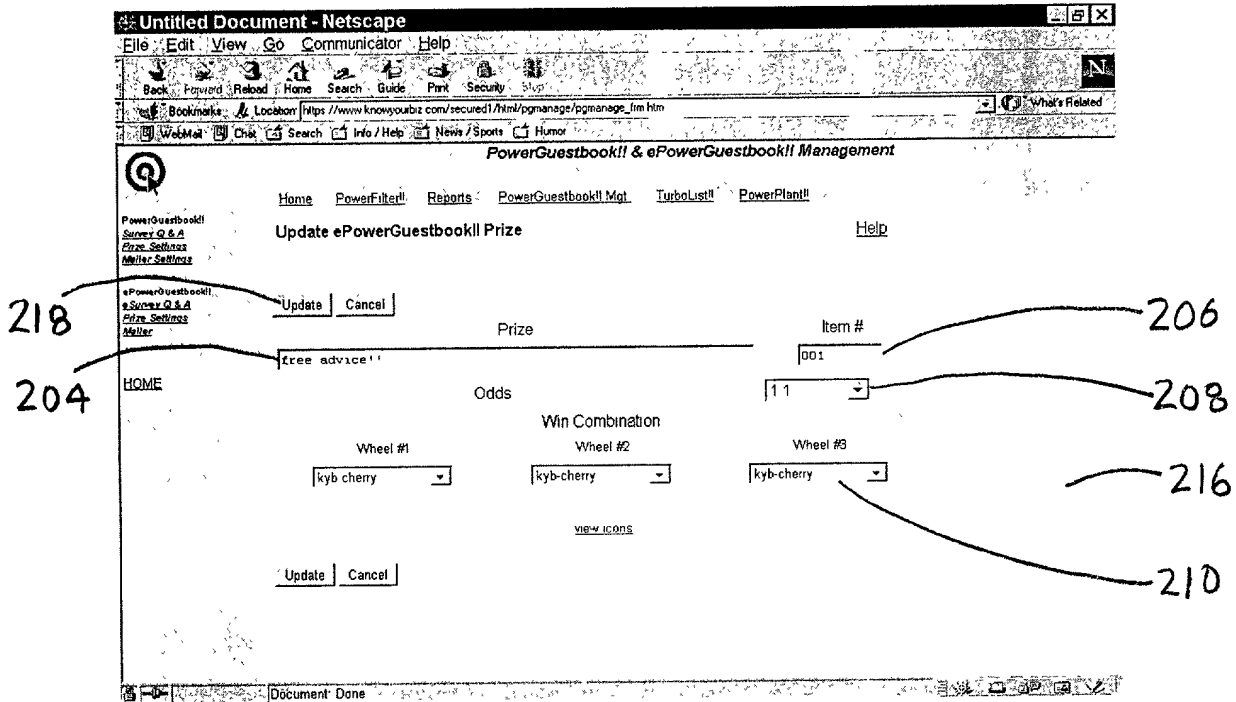 Untitled Document - Netscape
File Edit View Go Communicator Help
Back Forward Reload Home Search Guide Print Security Stop
N
Bookmarks Location https //www knowyourbiz com/secured1/html/pgmanage/pgmanage_frm htm What's Related
WebMail Chat Search Info / Help News / Sports Humor
PowerGuestbook!! & ePowerGuestbook!! Management
Home PowerFilter!! Reports PowerGuestbook!! Mgt TurboList!! PowerPlant!!
PowerGuestbook!!
Survey Q & A
Prize Settings
Mailer Settings
Update ePowerGuestbook!! Prize Help
ePowerGuestbook!!
eSurvey Q & A
Prize Settings
Mailer
218
Update Cancel
Prize Item # 206
204
free advice!! 001
HOME
Odds 1 1 208
Win Combination
Wheel #1 Wheel #2 Wheel #3
kyb cherry kyb-cherry kyb-cherry
216
view icons
210
Update Cancel
Document: Done